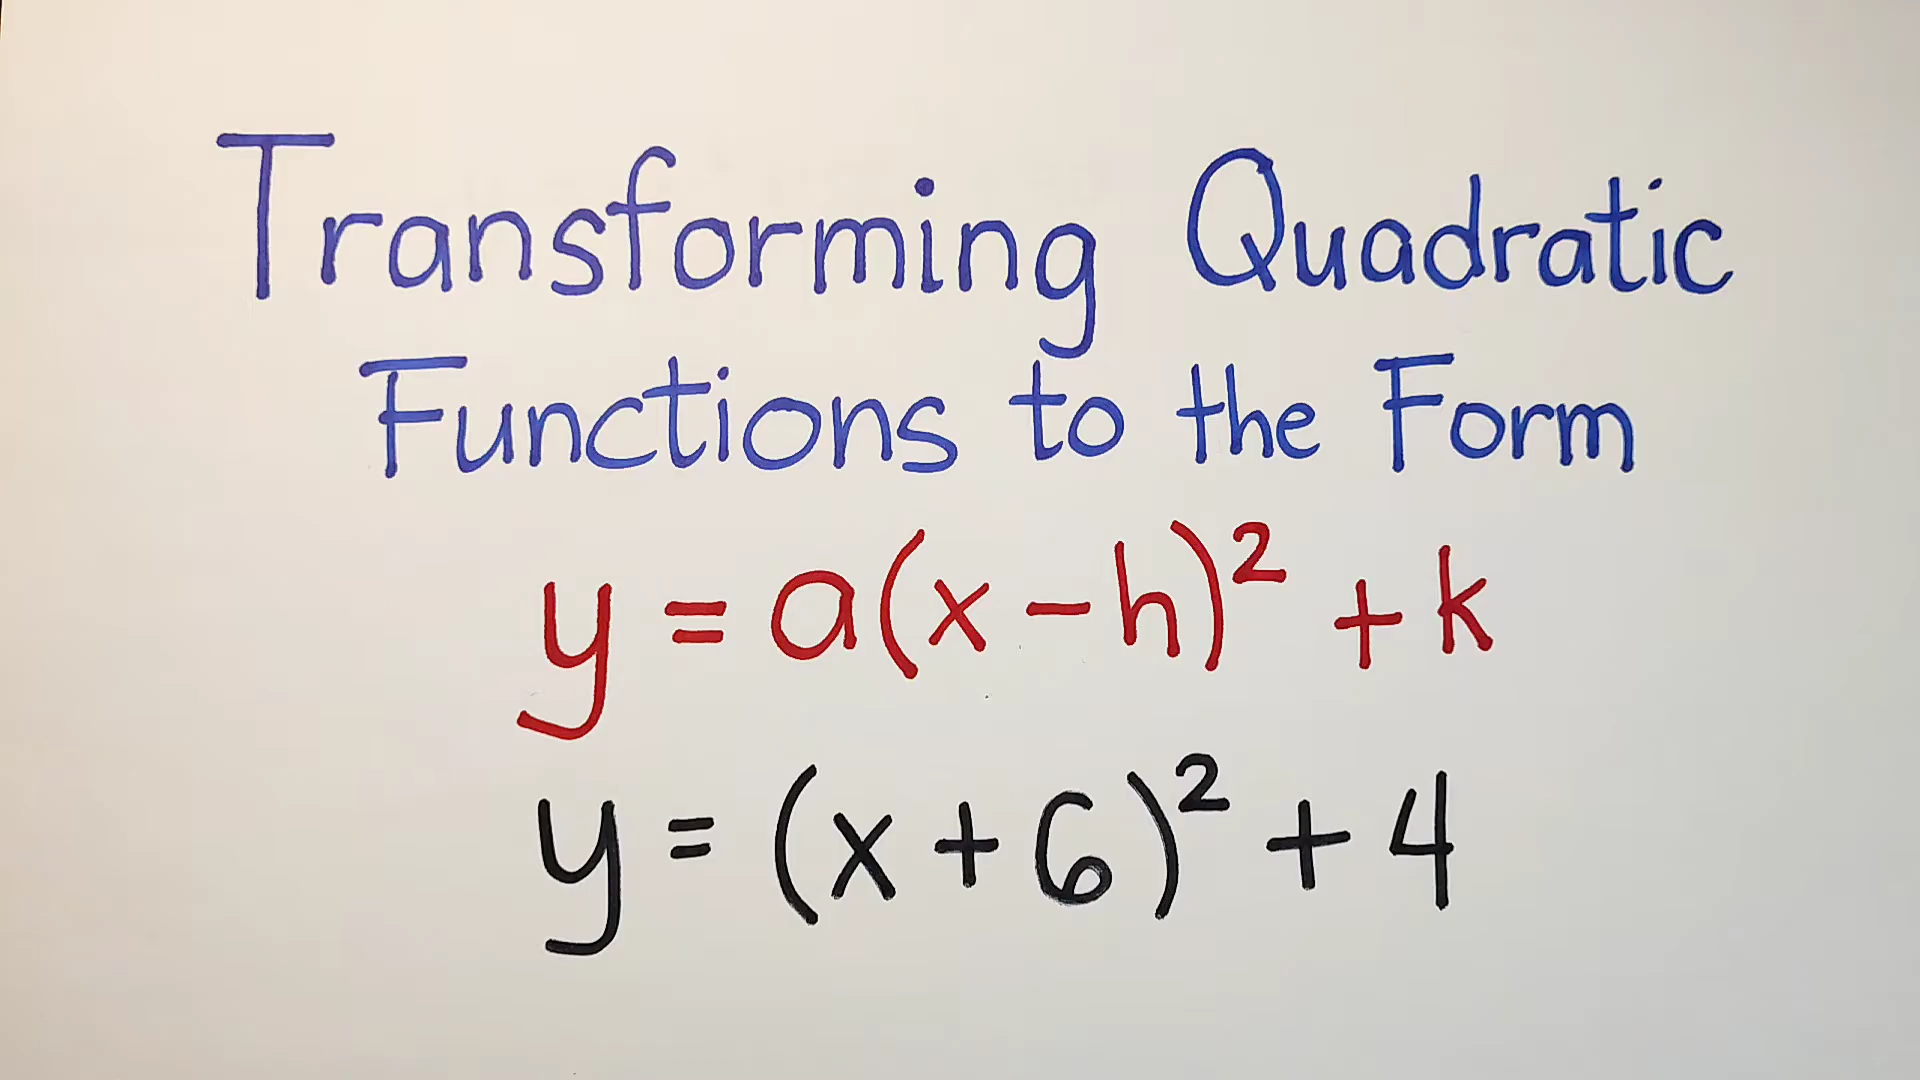 Transforming Quadratic
Functions to the Form
y = a(x - h)² + k
y = (x + 6)² + 4